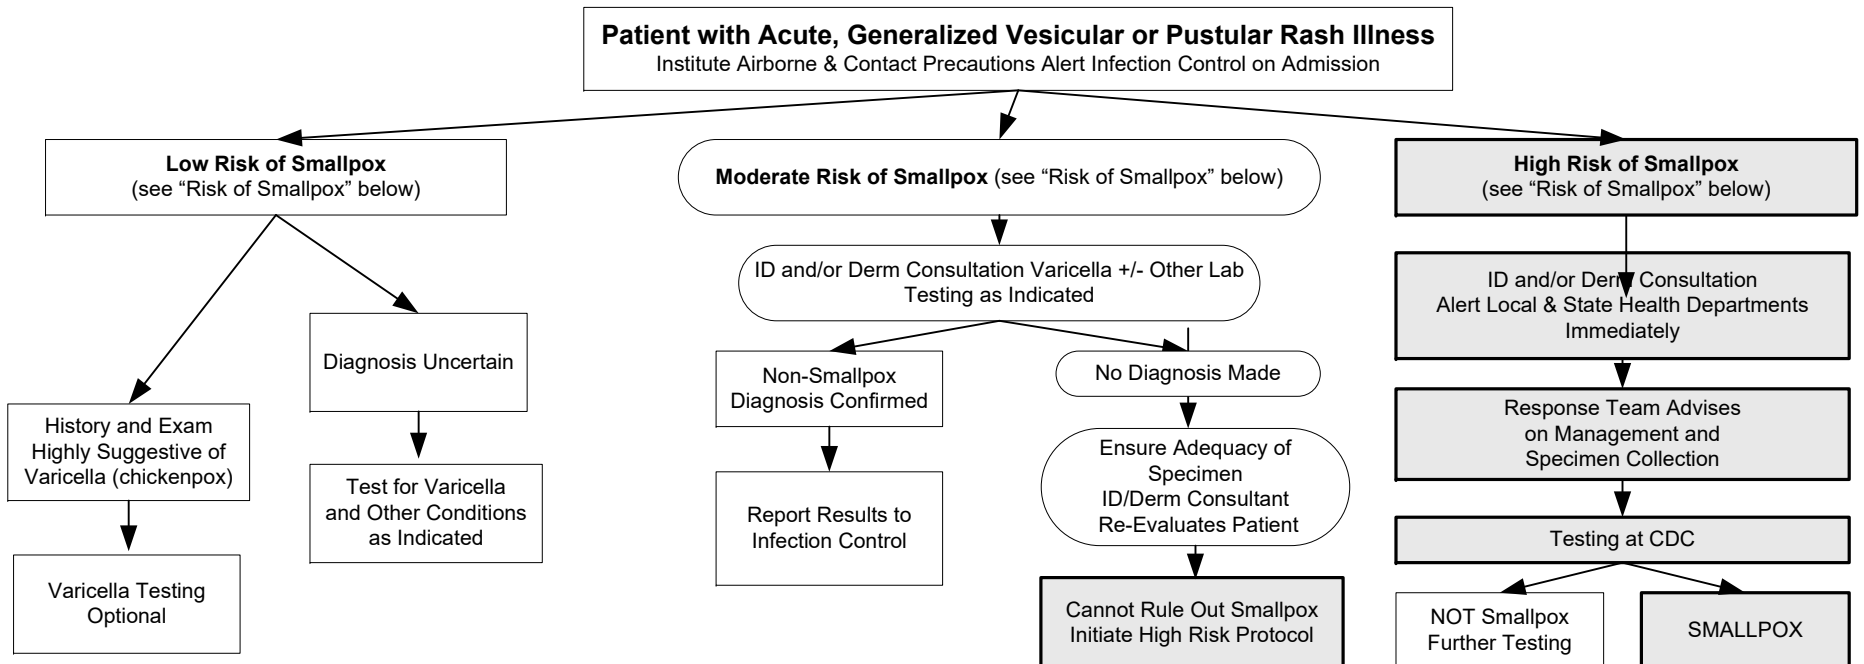 Patient with Acute, Generalized Vesicular or Pustular Rash Illness
Institute Airborne & Contact Precautions Alert Infection Control on Admission
Low Risk of Smallpox
(see “Risk of Smallpox” below)
Moderate Risk of Smallpox (see “Risk of Smallpox” below)
High Risk of Smallpox
(see “Risk of Smallpox” below)
History and Exam
Highly Suggestive of
Varicella (chickenpox)
Varicella Testing
Optional
Diagnosis Uncertain
Test for Varicella
and Other Conditions
as Indicated
ID and/or Derm Consultation Varicella +/- Other Lab
Testing as Indicated
Non-Smallpox
Diagnosis Confirmed
Report Results to
Infection Control
No Diagnosis Made
Ensure Adequacy of
Specimen
ID/Derm Consultant
Re-Evaluates Patient
Cannot Rule Out Smallpox
Initiate High Risk Protocol
ID and/or Derm Consultation
Alert Local & State Health Departments
Immediately
Response Team Advises
on Management and
Specimen Collection
Testing at CDC
NOT Smallpox
Further Testing
SMALLPOX